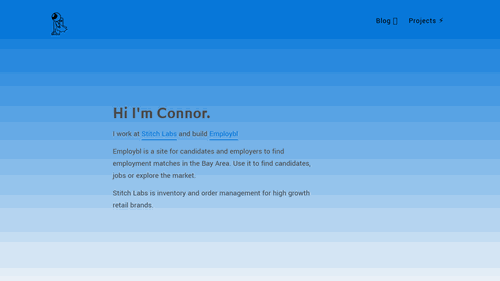 Blog
Projects ⚡
Hi I'm Connor.
I work at Stitch Labs and build Employbl
Employbl is a site for candidates and employers to find
employment matches in the Bay Area. Use it to find candidates,
jobs or explore the market.
Stitch Labs is inventory and order management for high growth
retail brands.